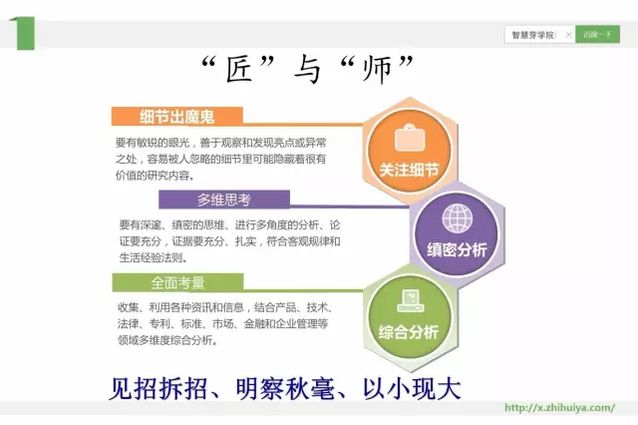 智慧芽学院
百度一下
“匠”与“师”
细节出魔鬼
要有敏锐的眼光，善于观察和发现亮点或异常
之处，容易被人忽略的细节里可能隐藏着很有
价值的研究内容。
关注细节
多维思考
要有深邃、缜密的思维、进行多角度的分析、论
证要充分，证据要充分、扎实，符合客观规律和
生活经验法则。
缜密分析
全面考量
收集、利用各种资讯和信息，结合产品、技术、
法律、专利、标准、市场、金融和企业管理等
领域多维度综合分析。
综合分析
见招拆招、明察秋毫、以小现大
http://x.zhihuiya.com/